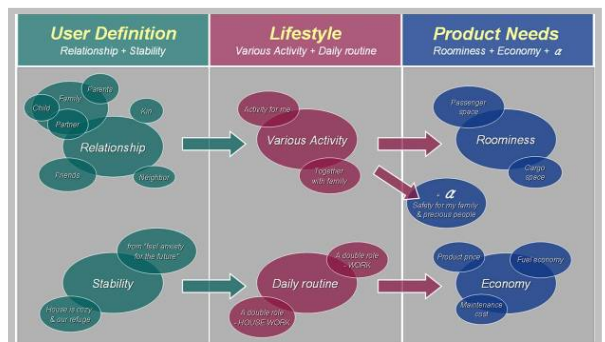 User Definition
Relationship + Stability
Lifestyle
Various Activity + Daily routine
Product Needs
Roominess + Economy + α
Parents
Family
Child
Partner
Kin
Relationship
Friends
Neighbor
Activity for me
Various Activity
Together
with family
Passenger
space
Roominess
Cargo
space
- α
Safety for my family
& precious people
from "feel anxiety
for the future"
Stability
House is cozy
& our refuge
A double role
- WORK
Daily routine
A double role
- HOUSE WORK
Product price
Fuel economy
Economy
Maintenance
cost